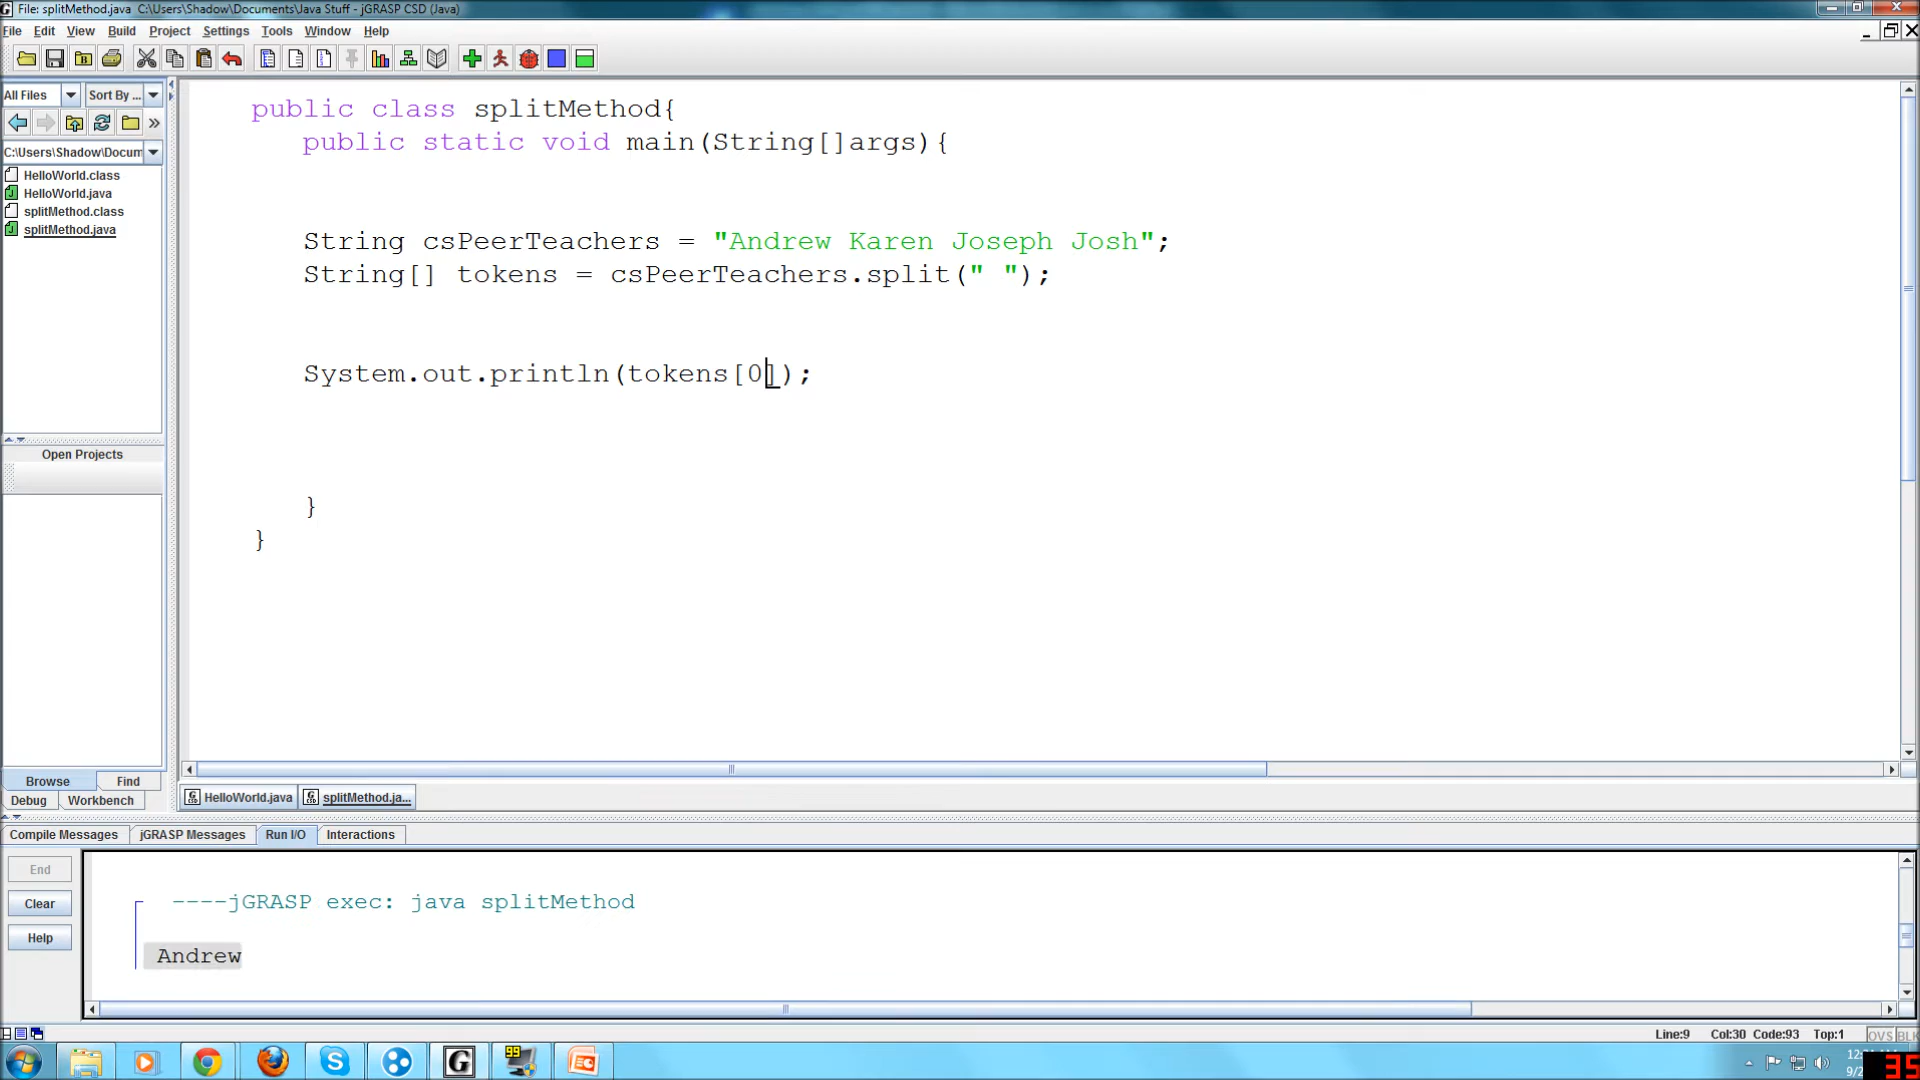 File: splitMethod.java  C:\Users\Shadow\Documents\Java Stuff - jGRASP CSD (Java)
File Edit View Build Project Settings Tools Window Help
All Files Sort By ...
C:\Users\Shadow\Docum
HelloWorld.class
HelloWorld.java
splitMethod.class
splitMethod.java
Open Projects
Browse Find
Debug Workbench
public class splitMethod{
public static void main(String[]args){
String csPeerTeachers = "Andrew Karen Joseph Josh";
String[] tokens = csPeerTeachers.split(" ");
System.out.println(tokens[0]);
}
}
HelloWorld.java splitMethod.ja...
Compile Messages jGRASP Messages Run I/O Interactions
End
Clear
Help
----jGRASP exec: java splitMethod
Andrew
Line:9 Col:30 Code:93 Top:1 OVS BLK
99
35